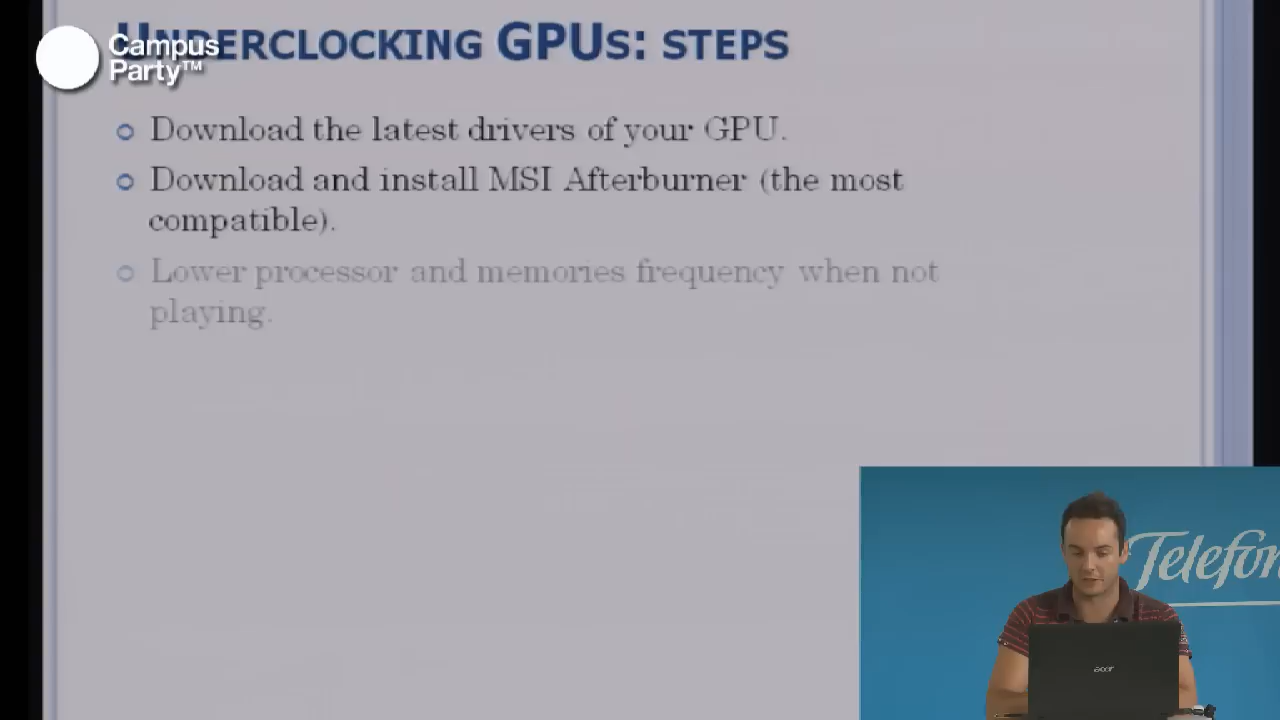 UNDERCLOCKING GPUS: STEPS
Campus
Party™
Download the latest drivers of your GPU.
Download and install MSI Afterburner (the most
compatible).
Lower processor and memories frequency when not
playing.
Telefón
acer